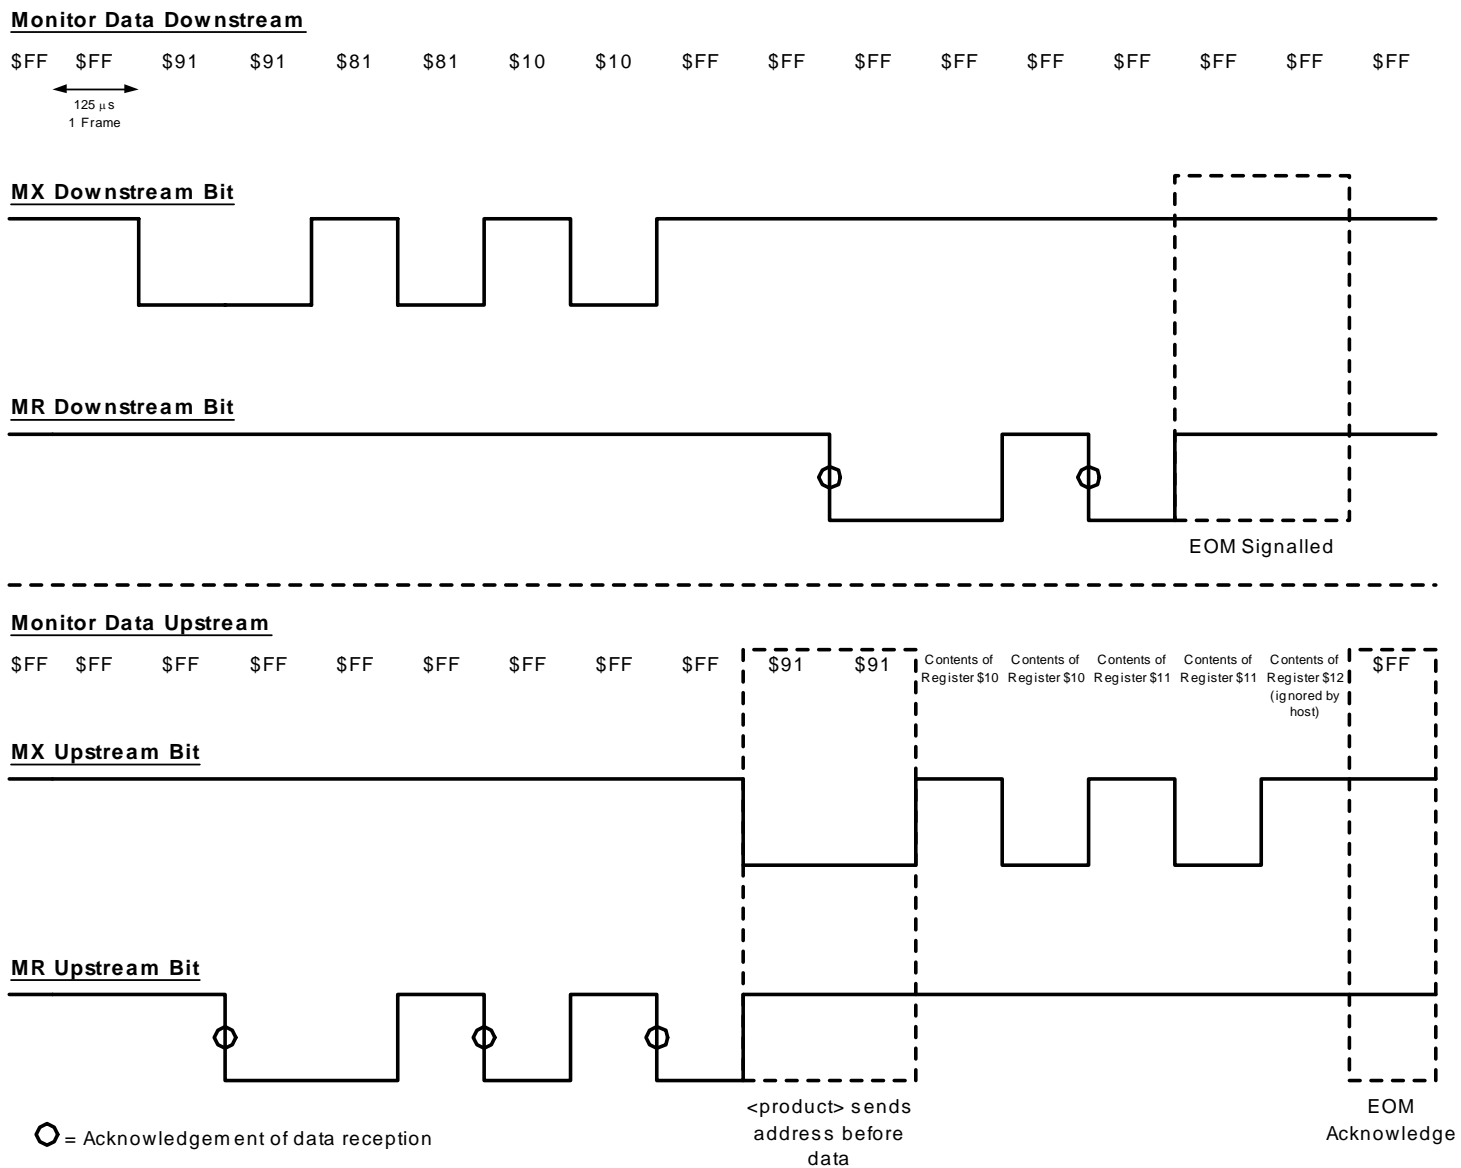 Monitor Data Downstream
$FF $FF $91 $91 $81 $81 $10 $10 $FF $FF $FF $FF $FF $FF $FF $FF $FF
125 μs
1 Frame
MX Downstream Bit
MR Downstream Bit
EOM Signalled
Monitor Data Upstream
$FF $FF $FF $FF $FF $FF $FF $FF $FF $91 $91
Contents of
Register $10
Contents of
Register $10
Contents of
Register $11
Contents of
Register $11
Contents of
Register $12
(ignored by
host)
$FF
MX Upstream Bit
MR Upstream Bit
<product> sends
address before
data
EOM
Acknowledge
= Acknowledgement of data reception